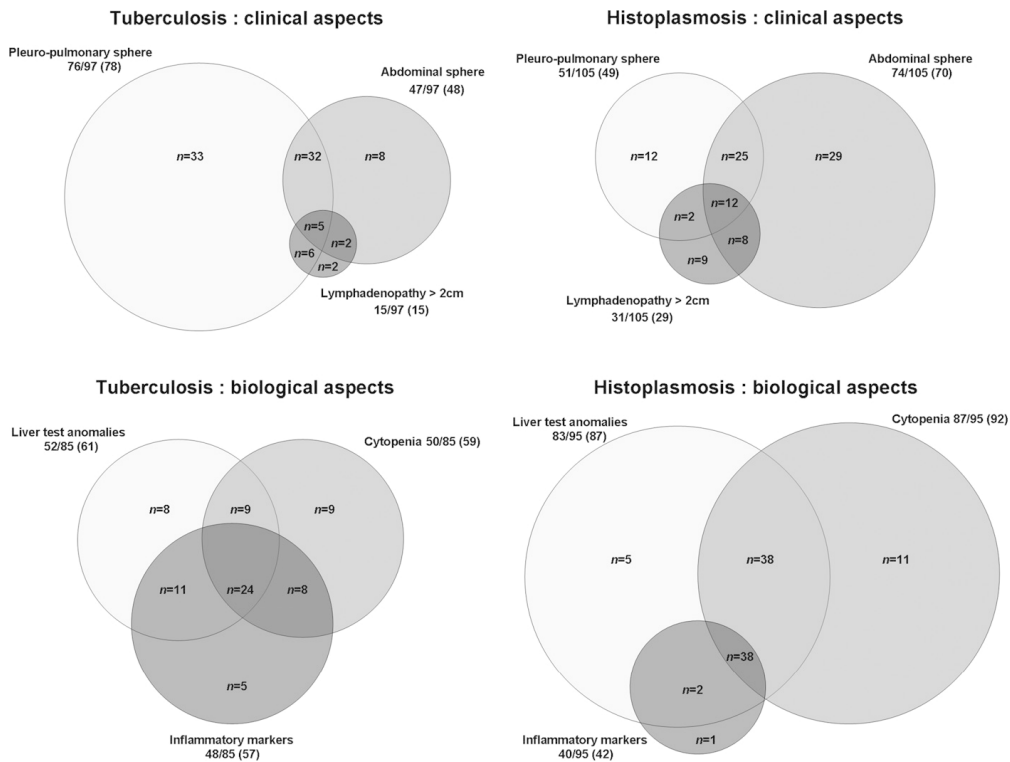 Tuberculosis : clinical aspects
Pleuro-pulmonary sphere
76/97 (78)
Abdominal sphere
47/97 (48)
n=33
n=32
n=8
n=5
n=2
n=6
n=2
Lymphadenopathy > 2cm
15/97 (15)
Histoplasmosis : clinical aspects
Pleuro-pulmonary sphere
51/105 (49)
Abdominal sphere
74/105 (70)
n=12
n=25
n=29
n=12
n=2
n=8
n=9
Lymphadenopathy > 2cm
31/105 (29)
Tuberculosis : biological aspects
Liver test anomalies
52/85 (61)
Cytopenia 50/85 (59)
n=8
n=9
n=9
n=11
n=24
n=8
n=5
Inflammatory markers
48/85 (57)
Histoplasmosis : biological aspects
Liver test anomalies
83/95 (87)
Cytopenia 87/95 (92)
n=5
n=38
n=11
n=38
n=2
n=1
Inflammatory markers
40/95 (42)